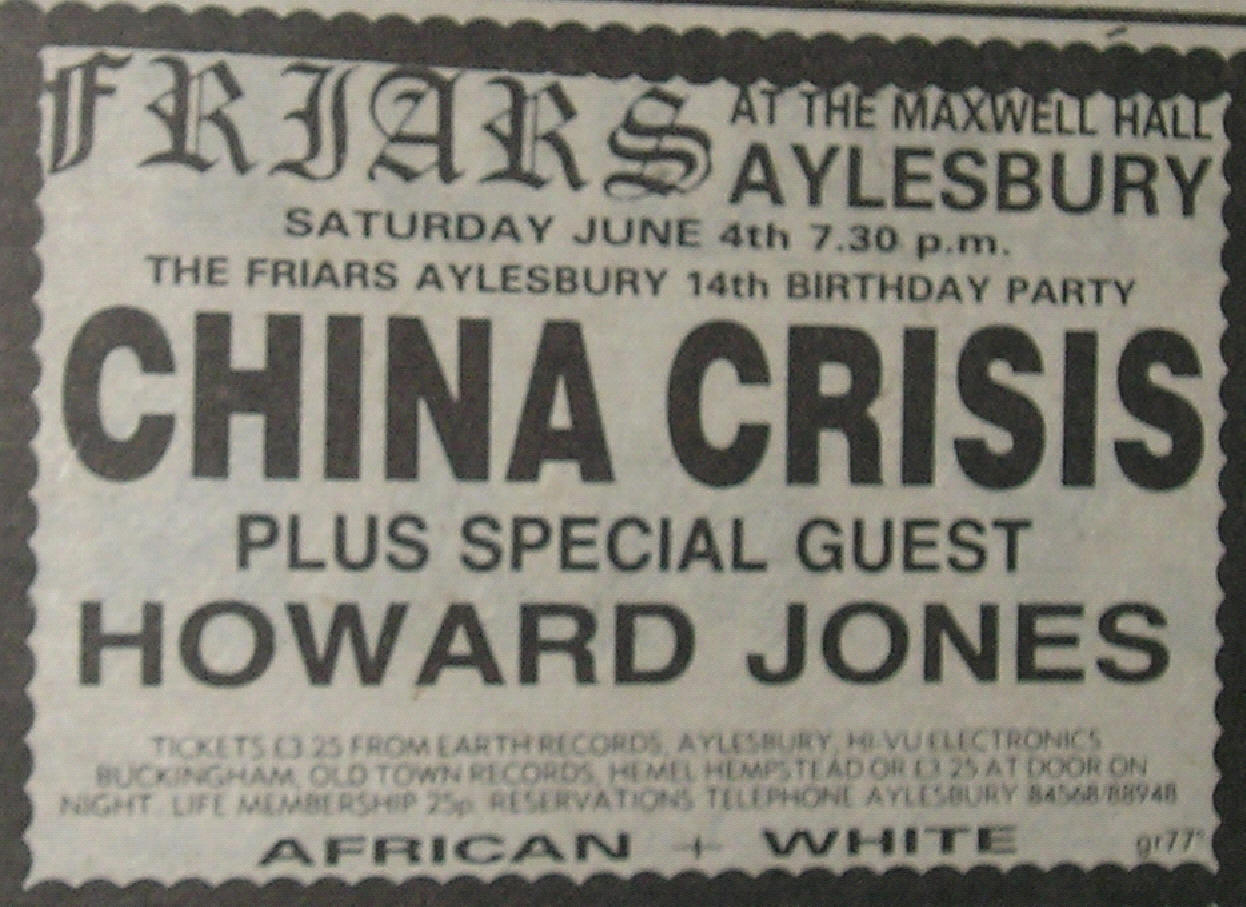 FRIARS AT THE MAXWELL HALL
AYLESBURY
SATURDAY JUNE 4th 7.30 p.m.
THE FRIARS AYLESBURY 14th BIRTHDAY PARTY
CHINA CRISIS
PLUS SPECIAL GUEST
HOWARD JONES
TICKETS £3.25 FROM EARTH RECORDS, AYLESBURY, HI-VU ELECTRONICS
BUCKINGHAM, OLD TOWN RECORDS, HEMEL HEMPSTEAD OR £3.25 AT DOOR ON
NIGHT. LIFE MEMBERSHIP 25p. RESERVATIONS TELEPHONE AYLESBURY 84568/88948
AFRICAN + WHITE gr77°